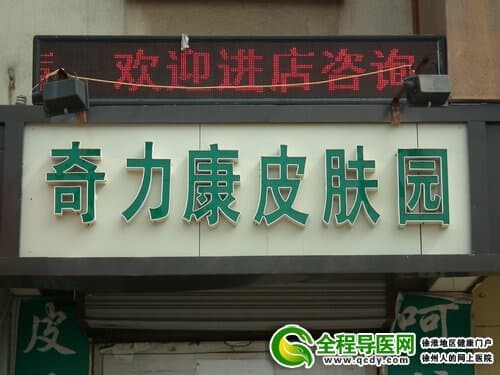 欢迎进店咨询
奇力康皮肤园
皮
呵
全程导医网
www.qcdy.com
徐淮地区健康门户
徐州人的网上医院